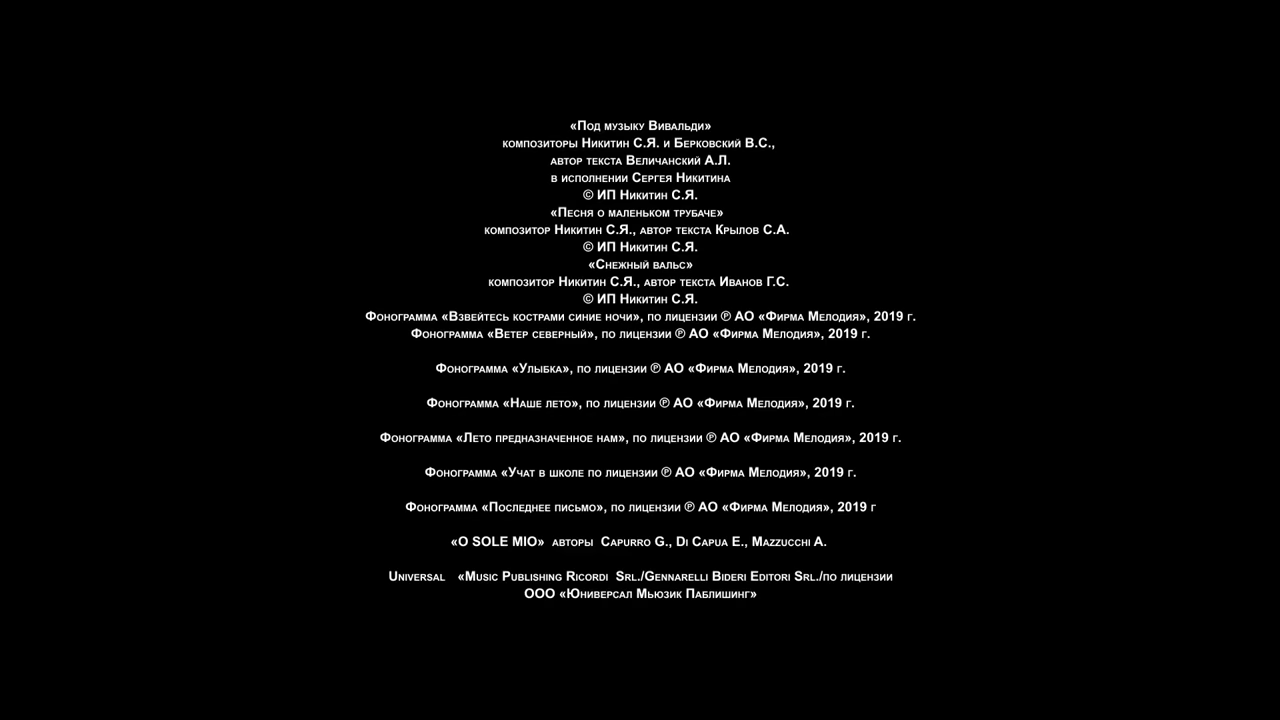 «Под музыку Вивальди»
композиторы Никитин С.Я. и Берковский В.С.,
автор текста Величанский А.Л.
в исполнении Сергея Никитина
© ИП Никитин С.Я.
«Песня о маленьком трубаче»
композитор Никитин С.Я., автор текста Крылов С.А.
© ИП Никитин С.Я.
«Снежный вальс»
композитор Никитин С.Я., автор текста Иванов Г.С.
© ИП Никитин С.Я.
Фонограмма «Взвейтесь кострами синие ночи», по лицензии ℗ АО «Фирма Мелодия», 2019 г.
Фонограмма «Ветер северный», по лицензии ℗ АО «Фирма Мелодия», 2019 г.
Фонограмма «Улыбка», по лицензии ℗ АО «Фирма Мелодия», 2019 г.
Фонограмма «Наше лето», по лицензии ℗ АО «Фирма Мелодия», 2019 г.
Фонограмма «Лето предназначенное нам», по лицензии ℗ АО «Фирма Мелодия», 2019 г.
Фонограмма «Учат в школе по лицензии ℗ АО «Фирма Мелодия», 2019 г.
Фонограмма «Последнее письмо», по лицензии ℗ АО «Фирма Мелодия», 2019 г
«O SOLE MIO» авторы Capurro G., Di Capua E., Mazzucchi A.
Universal «Music Publishing Ricordi Srl./Gennarelli Bideri Editori Srl./по лицензии
ООО «Юниверсал Мьюзик Паблишинг»